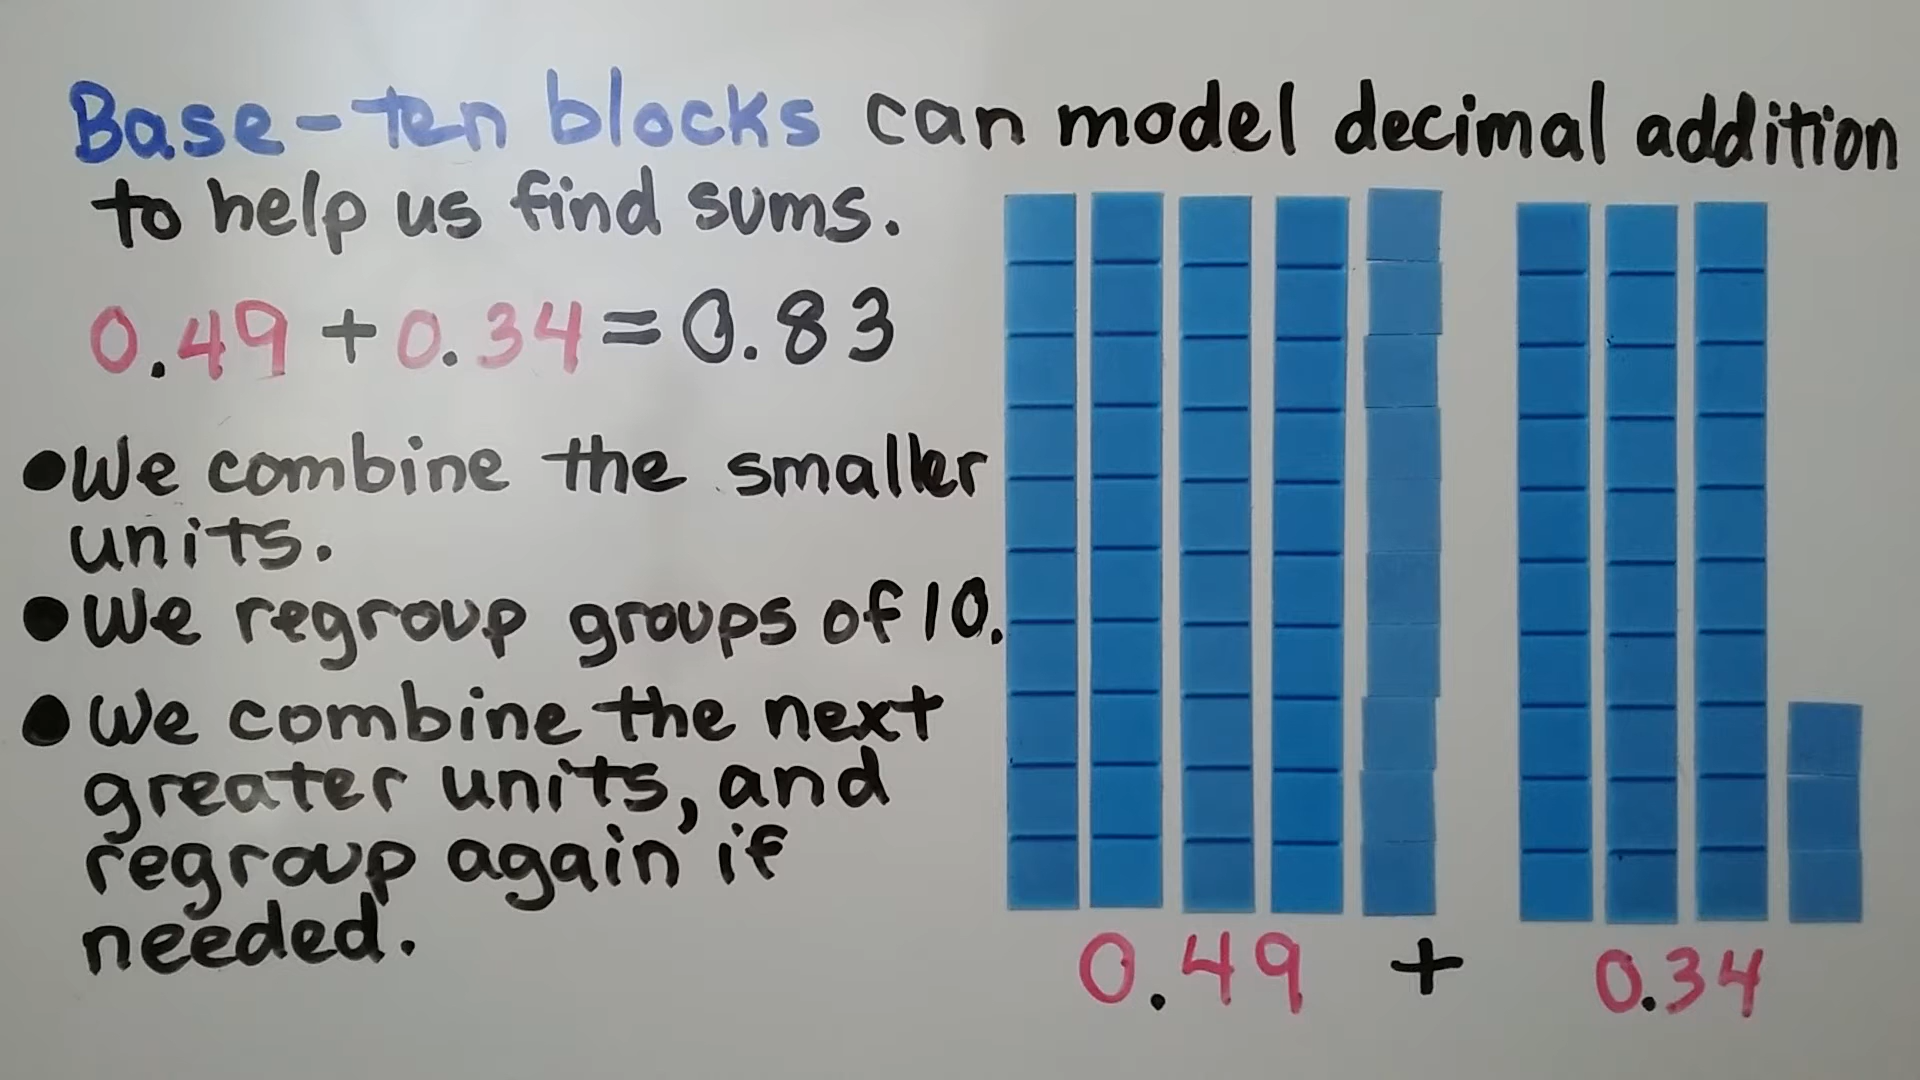 Base-ten blocks can model decimal addition
to help us find sums.
0.49 + 0.34 = 0.83
●We combine the smaller
units.
●We regroup groups of 10.
●We combine the next
greater units, and
regroup again if
needed.
0.49 + 0.34